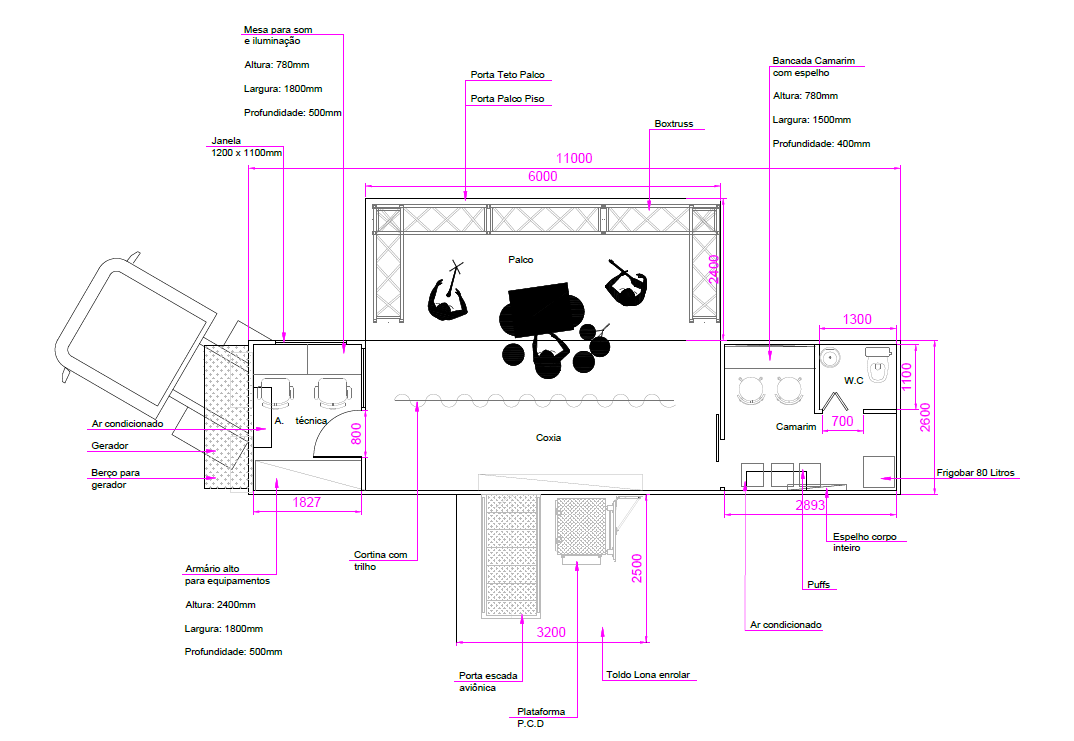 Mesa para som
e iluminação
Altura: 780mm
Largura: 1800mm
Profundidade: 500mm
Porta Teto Palco
Porta Palco Piso
Boxtruss
Bancada Camarim
com espelho
Altura: 780mm
Largura: 1500mm
Profundidade: 400mm
Janela
1200 x 1100mm
11000
6000
Palco
2400
1300
W.C
1100
2600
700
A. técnica
800
Coxia
Camarim
Ar condicionado
Gerador
Berço para
gerador
1827
2893
Frigobar 80 Litros
Espelho corpo
inteiro
Puffs
Ar condicionado
Cortina com
trilho
2500
3200
Armário alto
para equipamentos
Altura: 2400mm
Largura: 1800mm
Profundidade: 500mm
Porta escada
aviônica
Toldo Lona enrolar
Plataforma
P.C.D